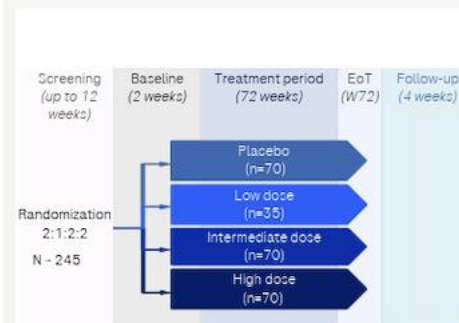 Screening
(up to 12
weeks)
Baseline
(2 weeks)
Treatment period
(72 weeks)
EoT
(W72)
Follow-up
(4 weeks)
Placebo
(n=70)
Low dose
(n=35)
Randomization
2:1:2:2
N - 245
Intermediate dose
(n=70)
High dose
(n=70)